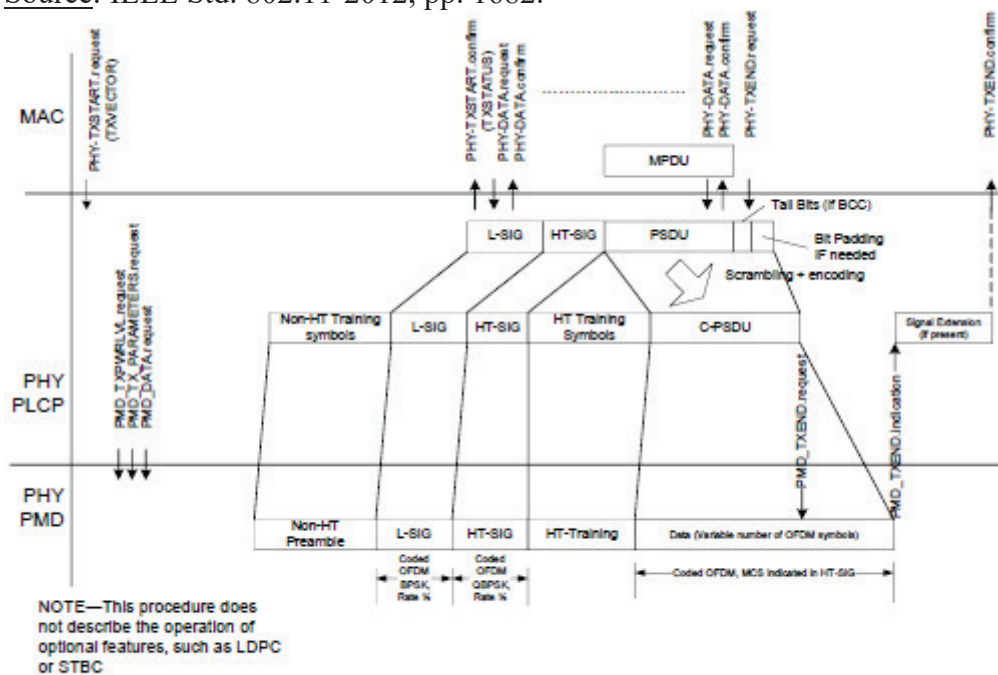 Source: IEEE Std. 802.11-2012, pp. 1682.
MAC
PHY-TXSTART.request
(TXVECTOR)
PHY-TXSTART.confirm
(TXSTATUS)
PHY-DATA.request
PHY-DATA.confirm
PHY-DATA.request
PHY-DATA.confirm
PHY-TXEND.request
PHY-TXEND.confirm
MPDU
Tail Bits (if BCC)
L-SIG
HT-SIG
PSDU
Bit Padding
IF needed
Scrambling + encoding
PHY
PLCP
PMD_TXPWRLVL.request
PMD_TX_PARAMETERS.request
PMD_DATA.request
Non-HT Training
symbols
L-SIG
HT-SIG
HT Training
Symbols
C-PSDU
Signal Extension
(if present)
PMD_TXEND.request
PMD_TXEND.indication
PHY
PMD
Non-HT
Preamble
L-SIG
HT-SIG
HT-Training
Data (Variable number of OFDM symbols)
Coded
OFDM
BPSK,
Rate ½
Coded
OFDM
QBPSK,
Rate ½
Coded OFDM, MCS indicated in HT-SIG
NOTE—This procedure does
not describe the operation of
optional features, such as LDPC
or STBC